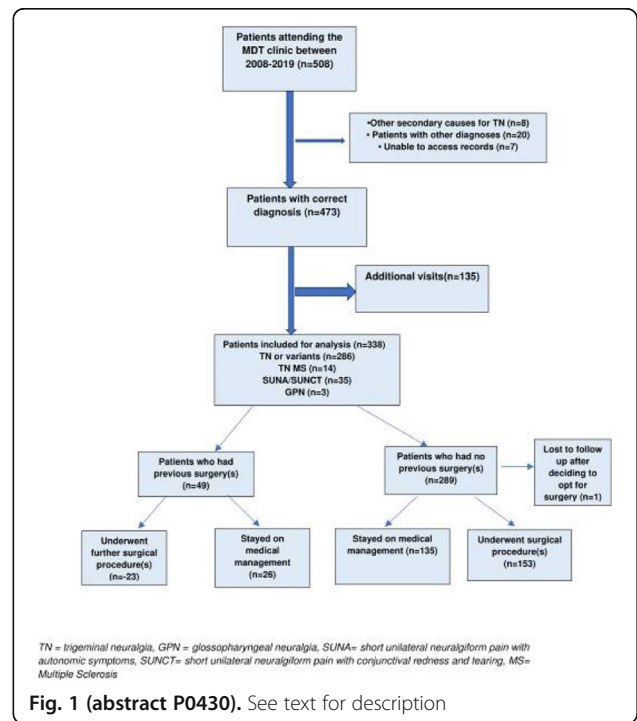 Patients attending the
MDT clinic between
2008-2019 (n=508)
•Other secondary causes for TN (n=8)
• Patients with other diagnoses (n=20)
• Unable to access records (n=7)
Patients with correct
diagnosis (n=473)
Additional visits(n=135)
Patients included for analysis (n=338)
TN or variants (n=286)
TN MS (n=14)
SUNA/SUNCT (n=35)
GPN (n=3)
Patients who had
previous surgery(s)
(n=49)
Patients who had no
previous surgery(s)
(n=289)
Lost to follow
up after
deciding to
opt for
surgery (n=1)
Underwent
further surgical
procedure(s)
(n=-23)
Stayed on
medical
management
(n=26)
Stayed on medical
management (n=135)
Underwent surgical
procedure(s)
(n=153)
TN = trigeminal neuralgia, GPN = glossopharyngeal neuralgia, SUNA= short unilateral neuralgiform pain with
autonomic symptoms, SUNCT= short unilateral neuralgiform pain with conjunctival redness and tearing, MS=
Multiple Sclerosis
Fig. 1 (abstract P0430). See text for description